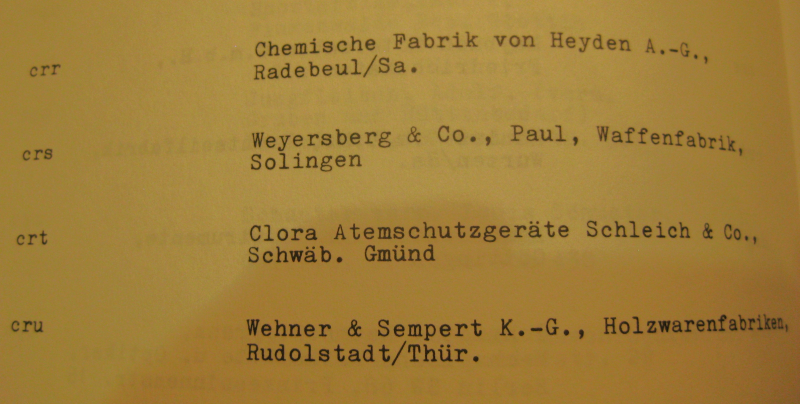 crr Chemische Fabrik von Heyden A.-G.,
Radebeul/Sa.
crs Weyersberg & Co., Paul, Waffenfabrik,
Solingen
crt Clora Atemschutzgeräte Schleich & Co.,
Schwäb. Gmünd
cru Wehner & Sempert K.-G., Holzwarenfabriken,
Rudolstadt/Thür.